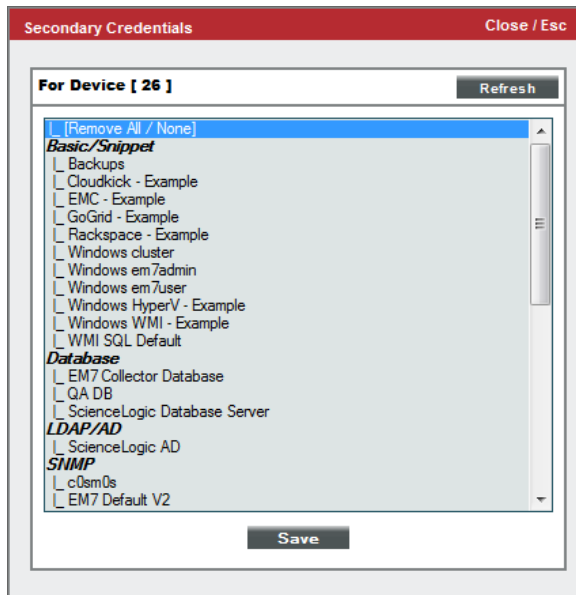 Secondary Credentials Close / Esc
For Device [ 26 ] Refresh
|_ [Remove All / None]
Basic/Snippet
|_ Backups
|_ Cloudkick - Example
|_ EMC - Example
|_ GoGrid - Example
|_ Rackspace - Example
|_ Windows cluster
|_ Windows em7admin
|_ Windows em7user
|_ Windows HyperV - Example
|_ Windows WMI - Example
|_ WMI SQL Default
Database
|_ EM7 Collector Database
|_ QA DB
|_ ScienceLogic Database Server
LDAP/AD
|_ ScienceLogic AD
SNMP
|_ c0sm0s
|_ EM7 Default V2
Save